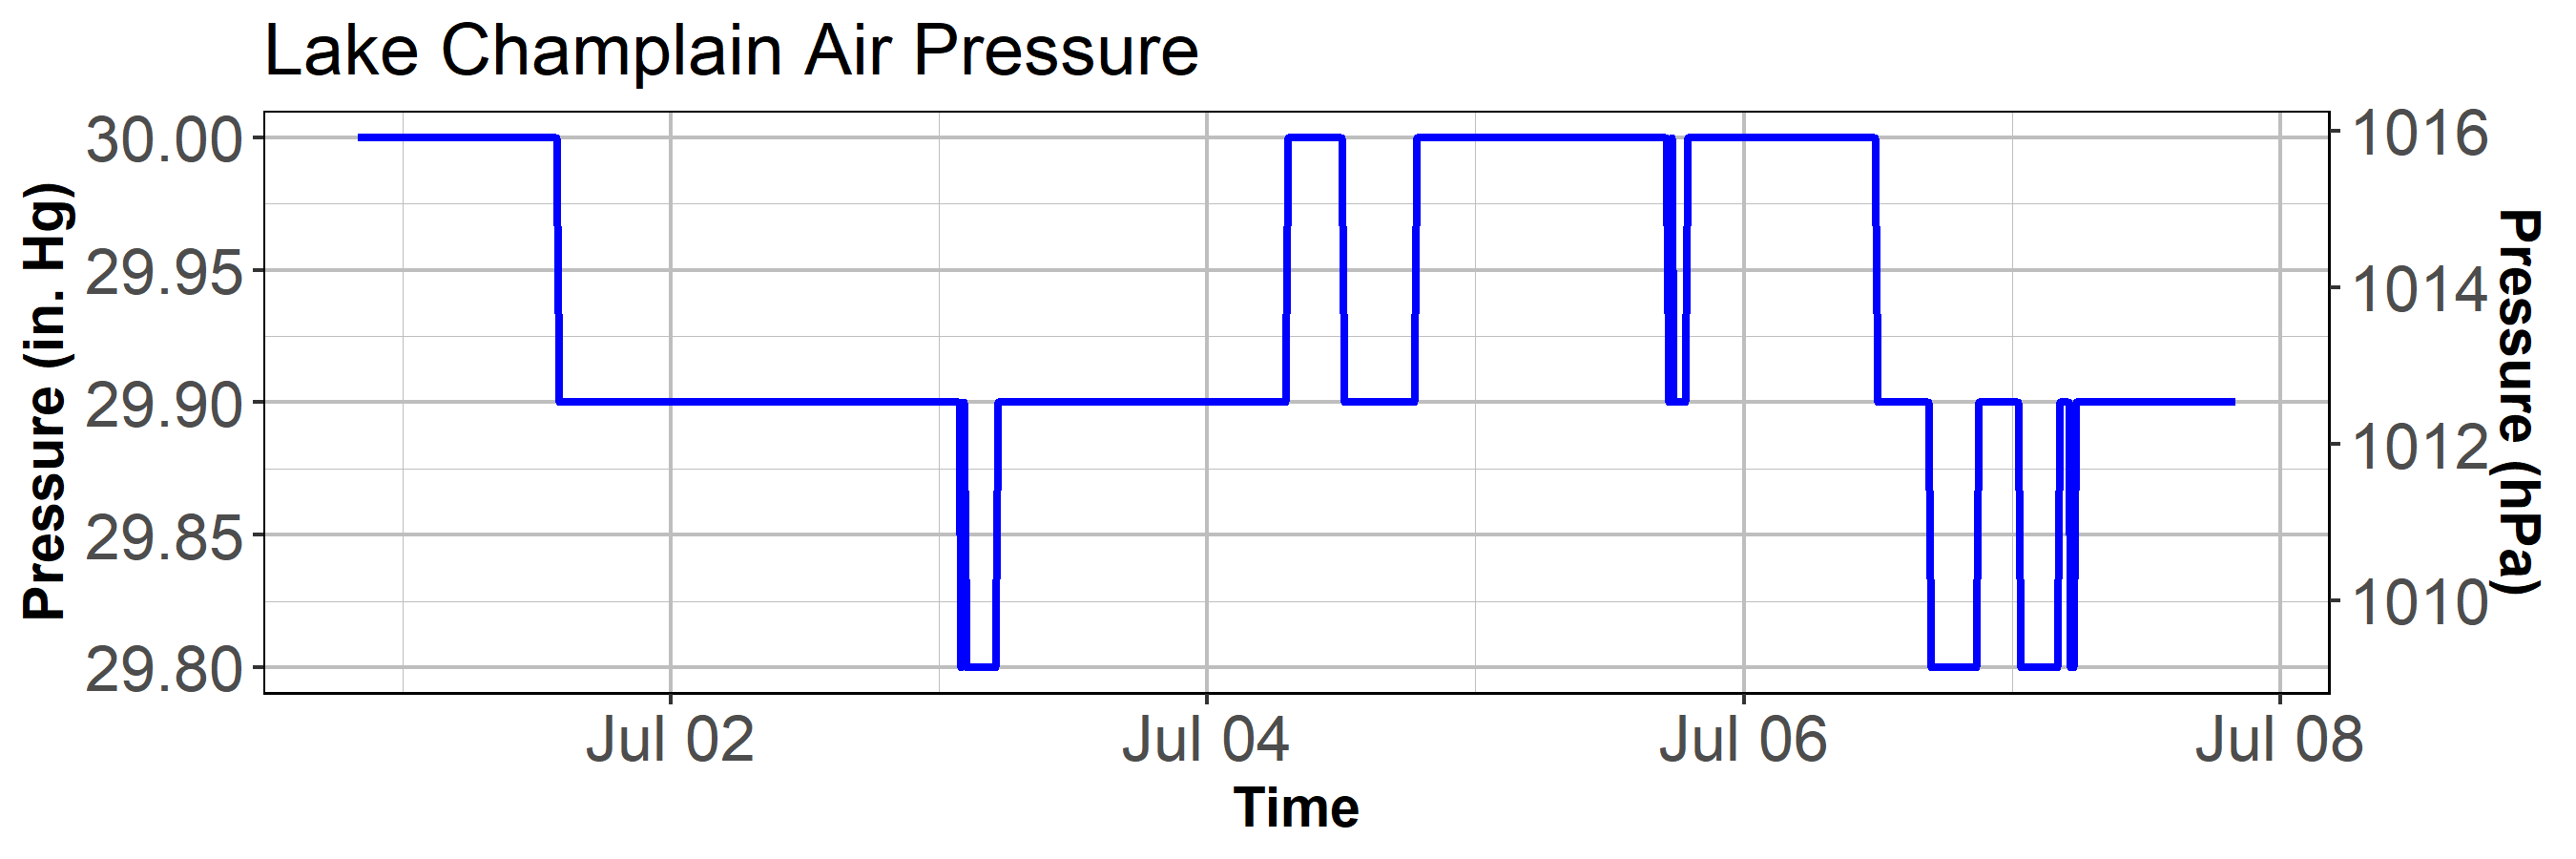 Lake Champlain Air Pressure
Pressure (in. Hg)
30.00
29.95
29.90
29.85
29.80
1016
1014
1012
1010
Pressure (hPa)
Jul 02
Jul 04
Jul 06
Jul 08
Time